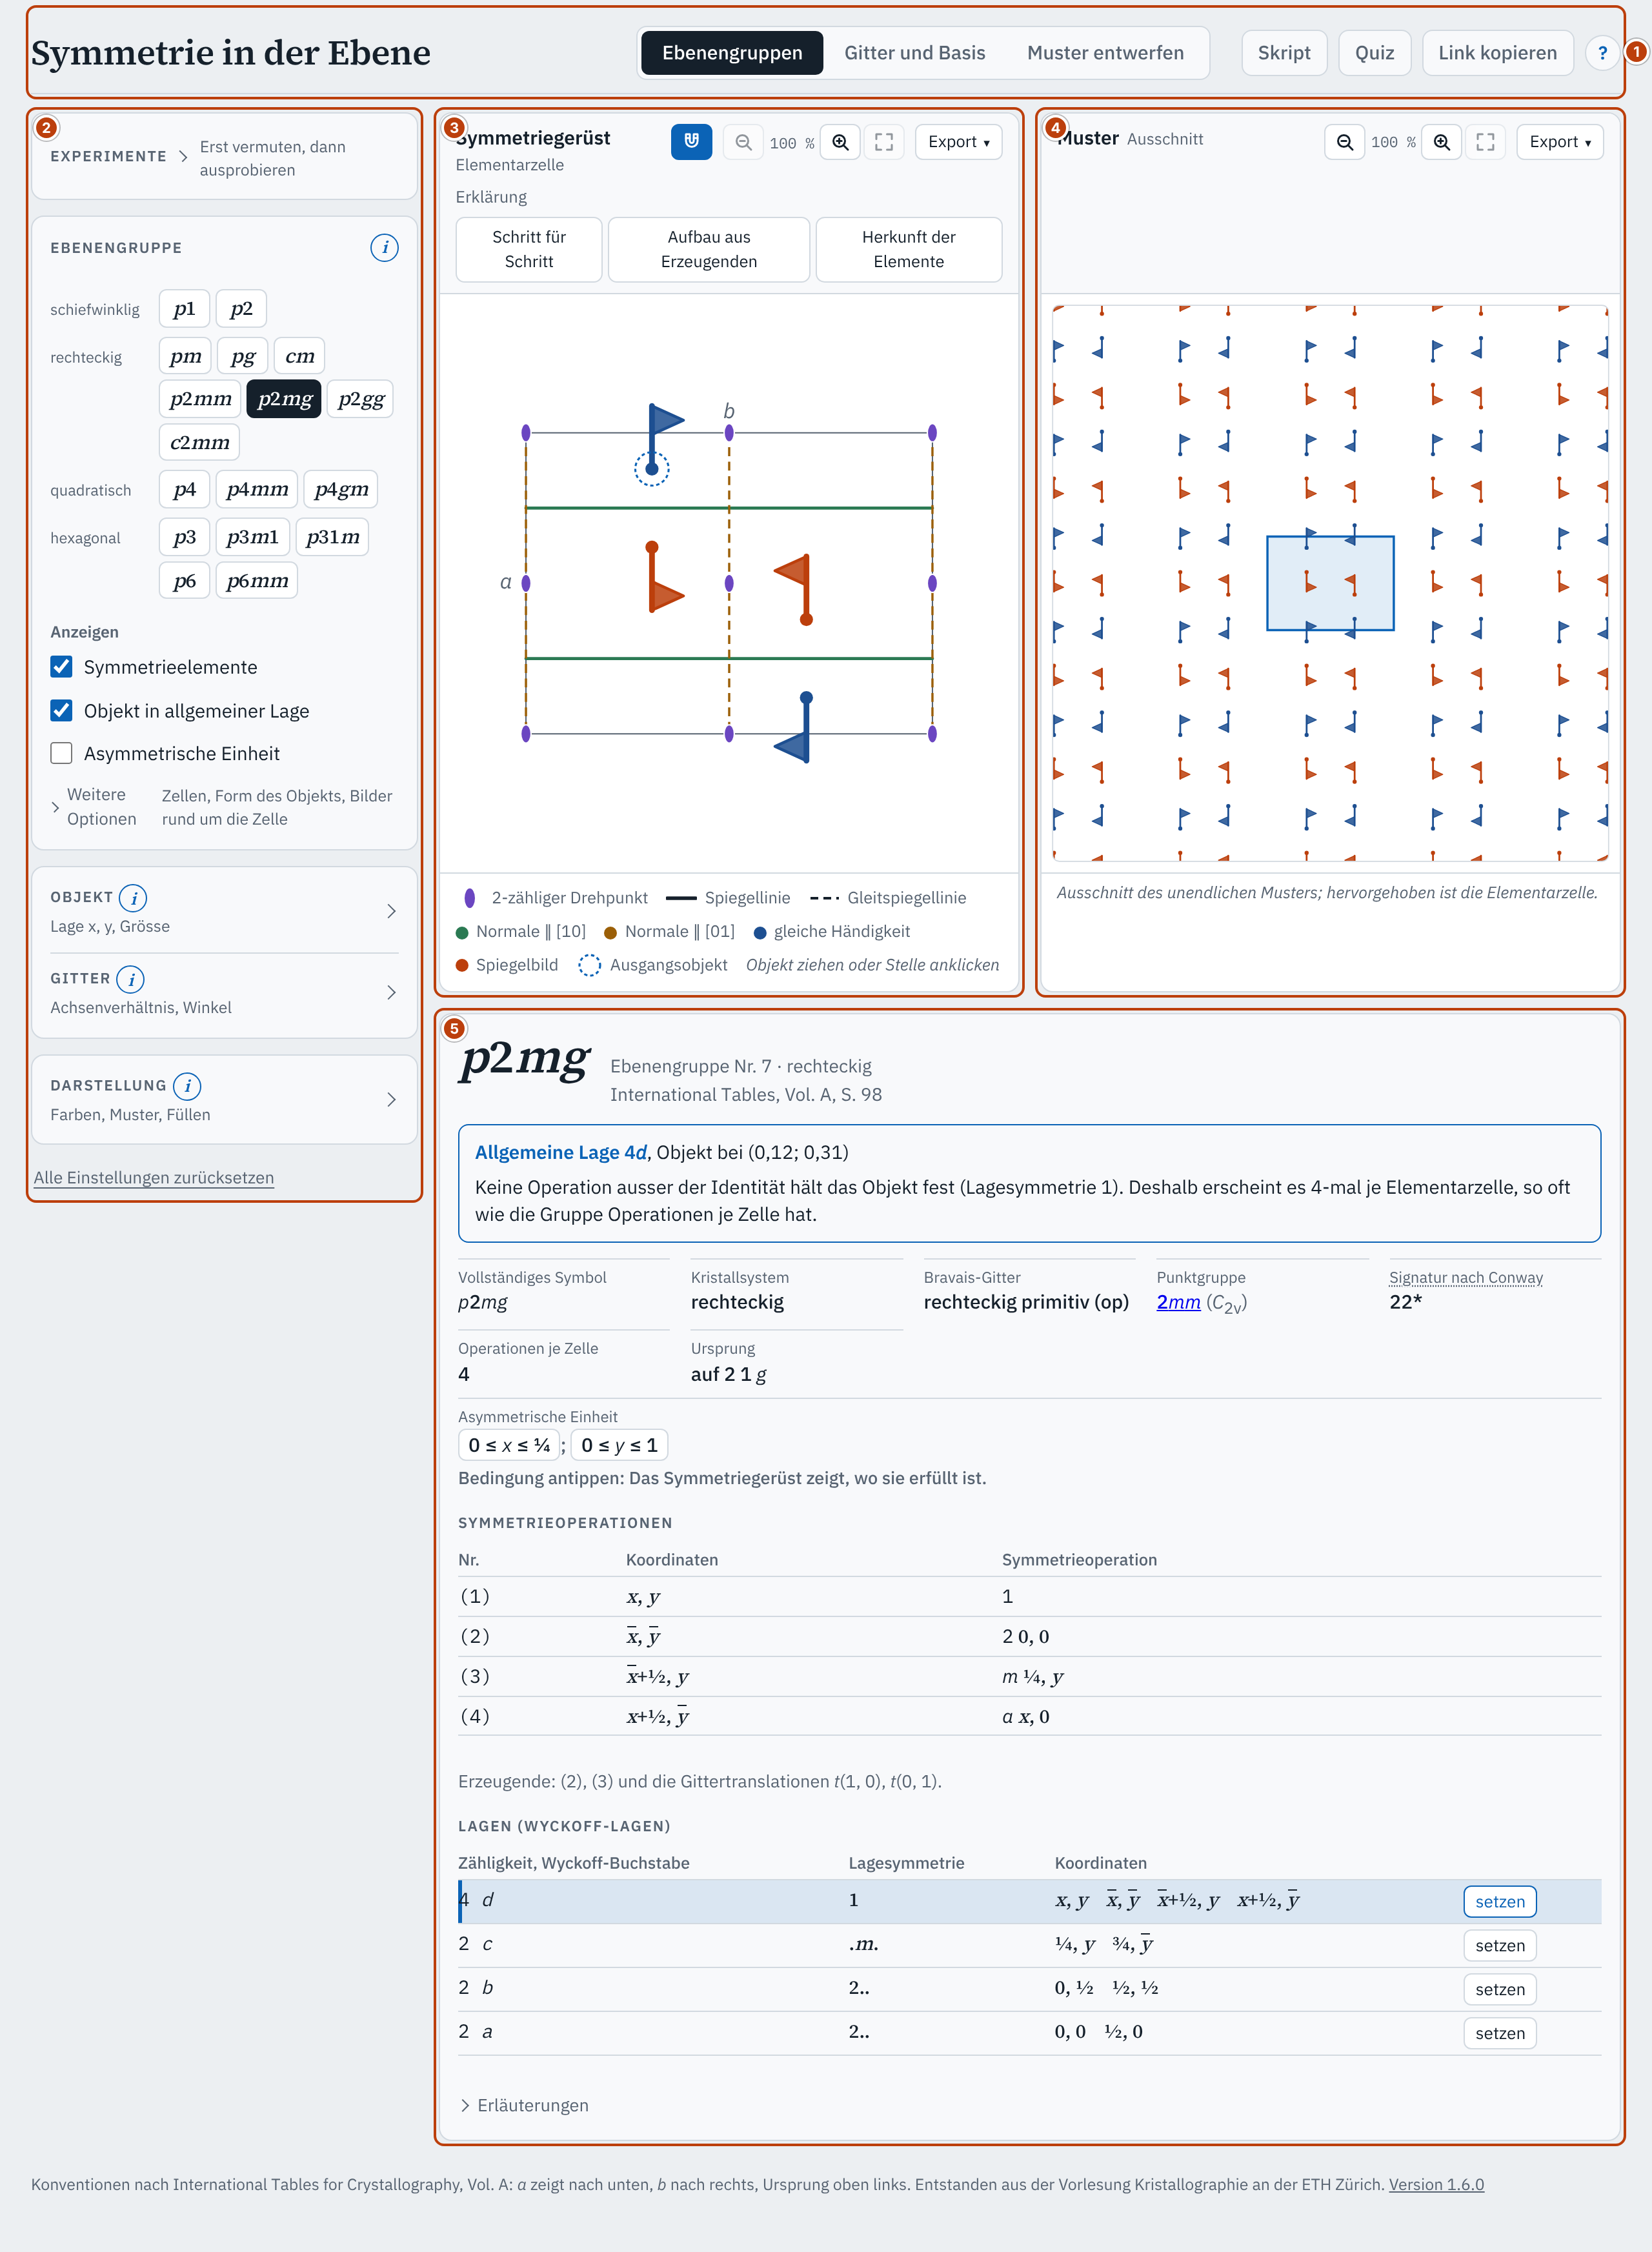 Symmetrie in der Ebene
Ebenengruppen Gitter und Basis Muster entwerfen Skript Quiz Link kopieren ? 1
2
EXPERIMENTE Erst vermuten, dann ausprobieren
EBENENGRUPPE i
schiefwinklig p1 p2
rechteckig pm pg cm
p2mm p2mg p2gg
c2mm
quadratisch p4 p4mm p4gm
hexagonal p3 p3m1 p31m
p6 p6mm
Anzeigen
Symmetrieelemente
Objekt in allgemeiner Lage
Asymmetrische Einheit
Weitere Optionen Zellen, Form des Objekts, Bilder rund um die Zelle
OBJEKT i
Lage x, y, Grösse
GITTER i
Achsenverhältnis, Winkel
DARSTELLUNG i
Farben, Muster, Füllen
Alle Einstellungen zurücksetzen
3
Symmetriegerüst 100 % Export ▾
Elementarzelle
Erklärung
Schritt für Schritt
Aufbau aus Erzeugenden
Herkunft der Elemente
b
a
2-zähliger Drehpunkt Spiegellinie Gleitspiegellinie
Normale ∥ [10] Normale ∥ [01] gleiche Händigkeit
Spiegelbild Ausgangsobjekt Objekt ziehen oder Stelle anklicken
4
Muster Ausschnitt 100 % Export ▾
Ausschnitt des unendlichen Musters; hervorgehoben ist die Elementarzelle.
5
p2mg Ebenengruppe Nr. 7 · rechteckig
International Tables, Vol. A, S. 98
Allgemeine Lage 4d, Objekt bei (0,12; 0,31)
Keine Operation ausser der Identität hält das Objekt fest (Lagesymmetrie 1). Deshalb erscheint es 4-mal je Elementarzelle, so oft
wie die Gruppe Operationen je Zelle hat.
Vollständiges Symbol Kristallsystem Bravais-Gitter Punktgruppe Signatur nach Conway
p2mg rechteckig rechteckig primitiv (op) 2mm (C2v) 22*
Operationen je Zelle Ursprung
4 auf 2 1 g
Asymmetrische Einheit
0 ≤ x ≤ ¼ ; 0 ≤ y ≤ 1
Bedingung antippen: Das Symmetriegerüst zeigt, wo sie erfüllt ist.
SYMMETRIEOPERATIONEN
Nr. Koordinaten Symmetrieoperation
(1) x, y 1
(2) x̅, y̅ 2 0, 0
(3) x̅+½, y m ¼, y
(4) x+½, y̅ a x, 0
Erzeugende: (2), (3) und die Gittertranslationen t(1, 0), t(0, 1).
LAGEN (WYCKOFF-LAGEN)
Zähligkeit, Wyckoff-Buchstabe Lagesymmetrie Koordinaten
4 d 1 x, y x̅, y̅ x̅+½, y x+½, y̅ setzen
2 c .m. ¼, y ¾, y̅ setzen
2 b 2.. 0, ½ ½, ½ setzen
2 a 2.. 0, 0 ½, 0 setzen
Erläuterungen
Konventionen nach International Tables for Crystallography, Vol. A: a zeigt nach unten, b nach rechts, Ursprung oben links. Entstanden aus der Vorlesung Kristallographie an der ETH Zürich. Version 1.6.0